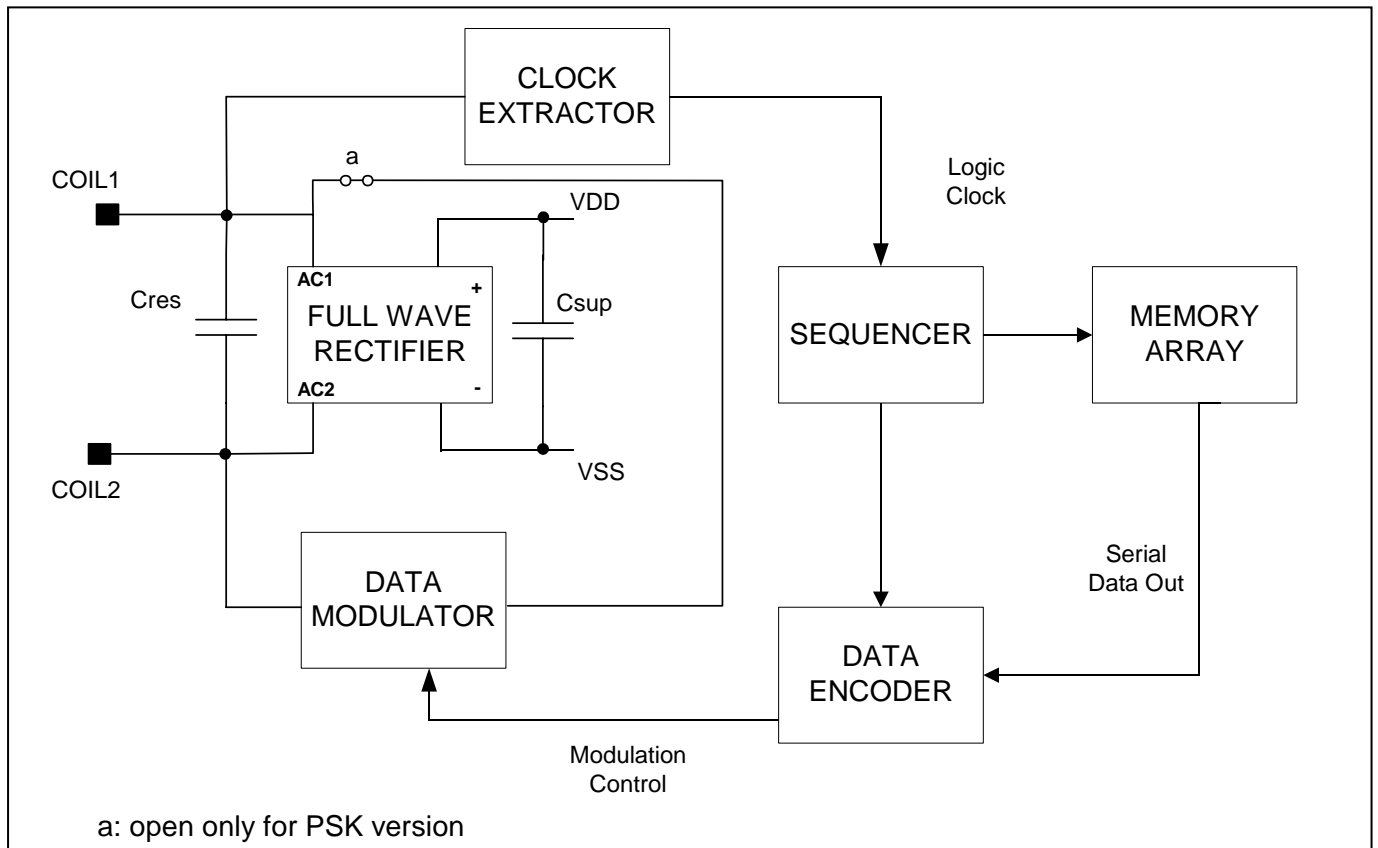 CLOCK
EXTRACTOR
a
COIL1
Logic
Clock
VDD
AC1
+
Cres
FULL WAVE
RECTIFIER
Csup
SEQUENCER
MEMORY
ARRAY
AC2
-
VSS
COIL2
DATA
MODULATOR
Serial
Data Out
DATA
ENCODER
Modulation
Control
a: open only for PSK version